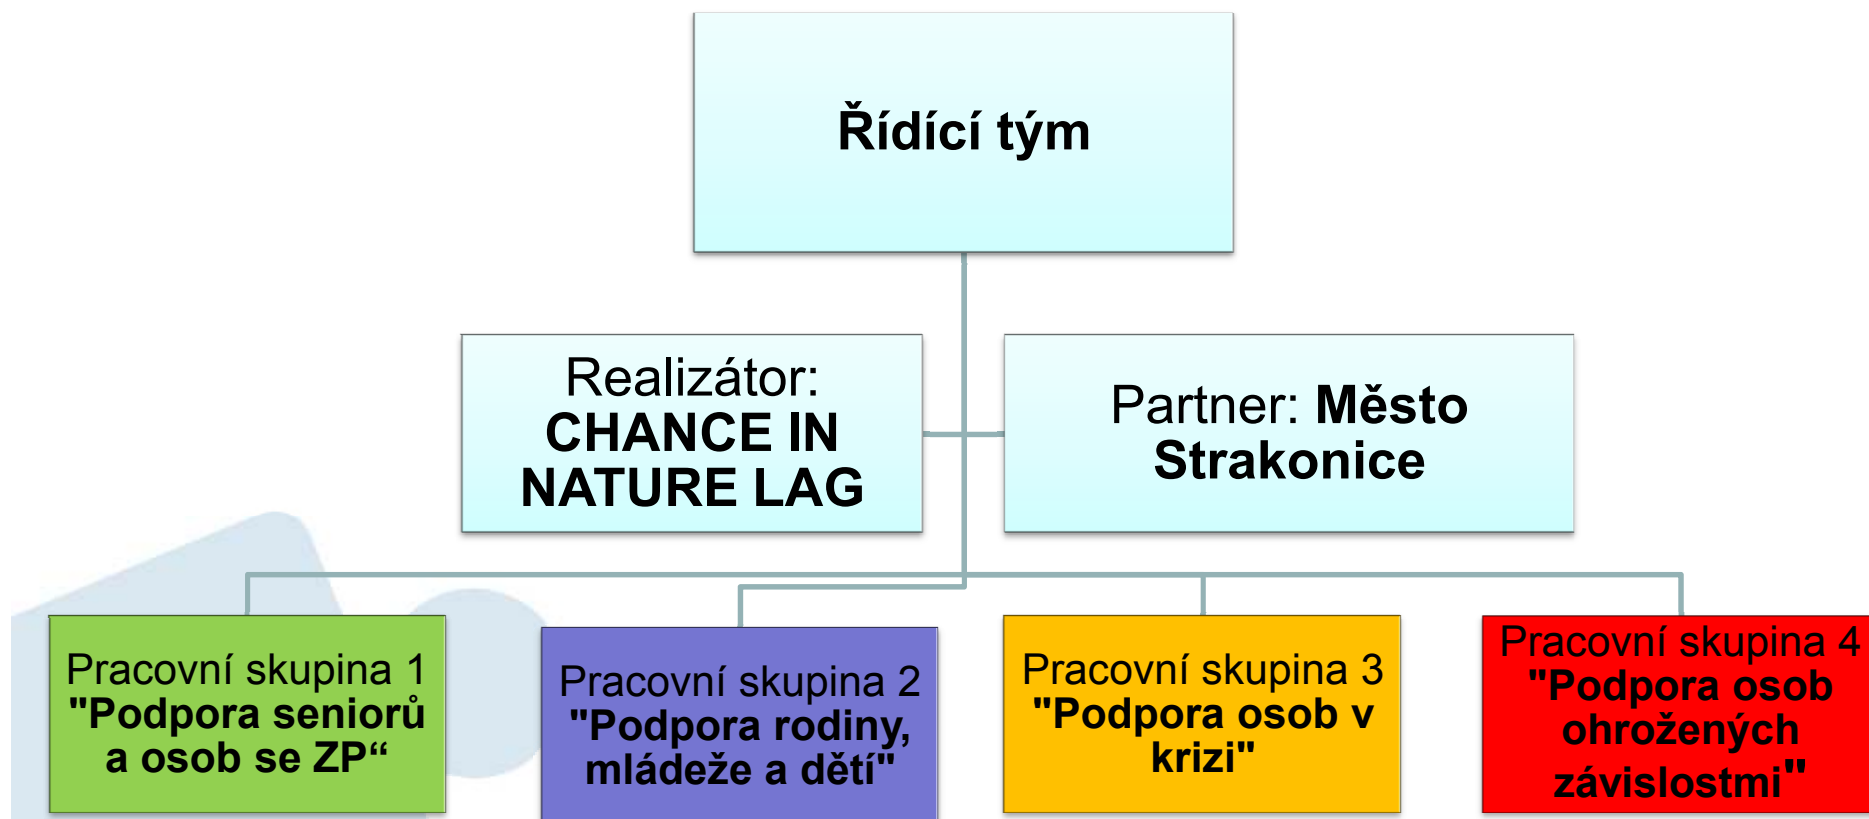 Řídící tým
Realizátor:
CHANCE IN
NATURE LAG
Partner: Město
Strakonice
Pracovní skupina 1
"Podpora seniorů
a osob se ZP“
Pracovní skupina 2
"Podpora rodiny,
mládeže a dětí"
Pracovní skupina 3
"Podpora osob v
krizi"
Pracovní skupina 4
"Podpora osob
ohrožených
závislostmi"